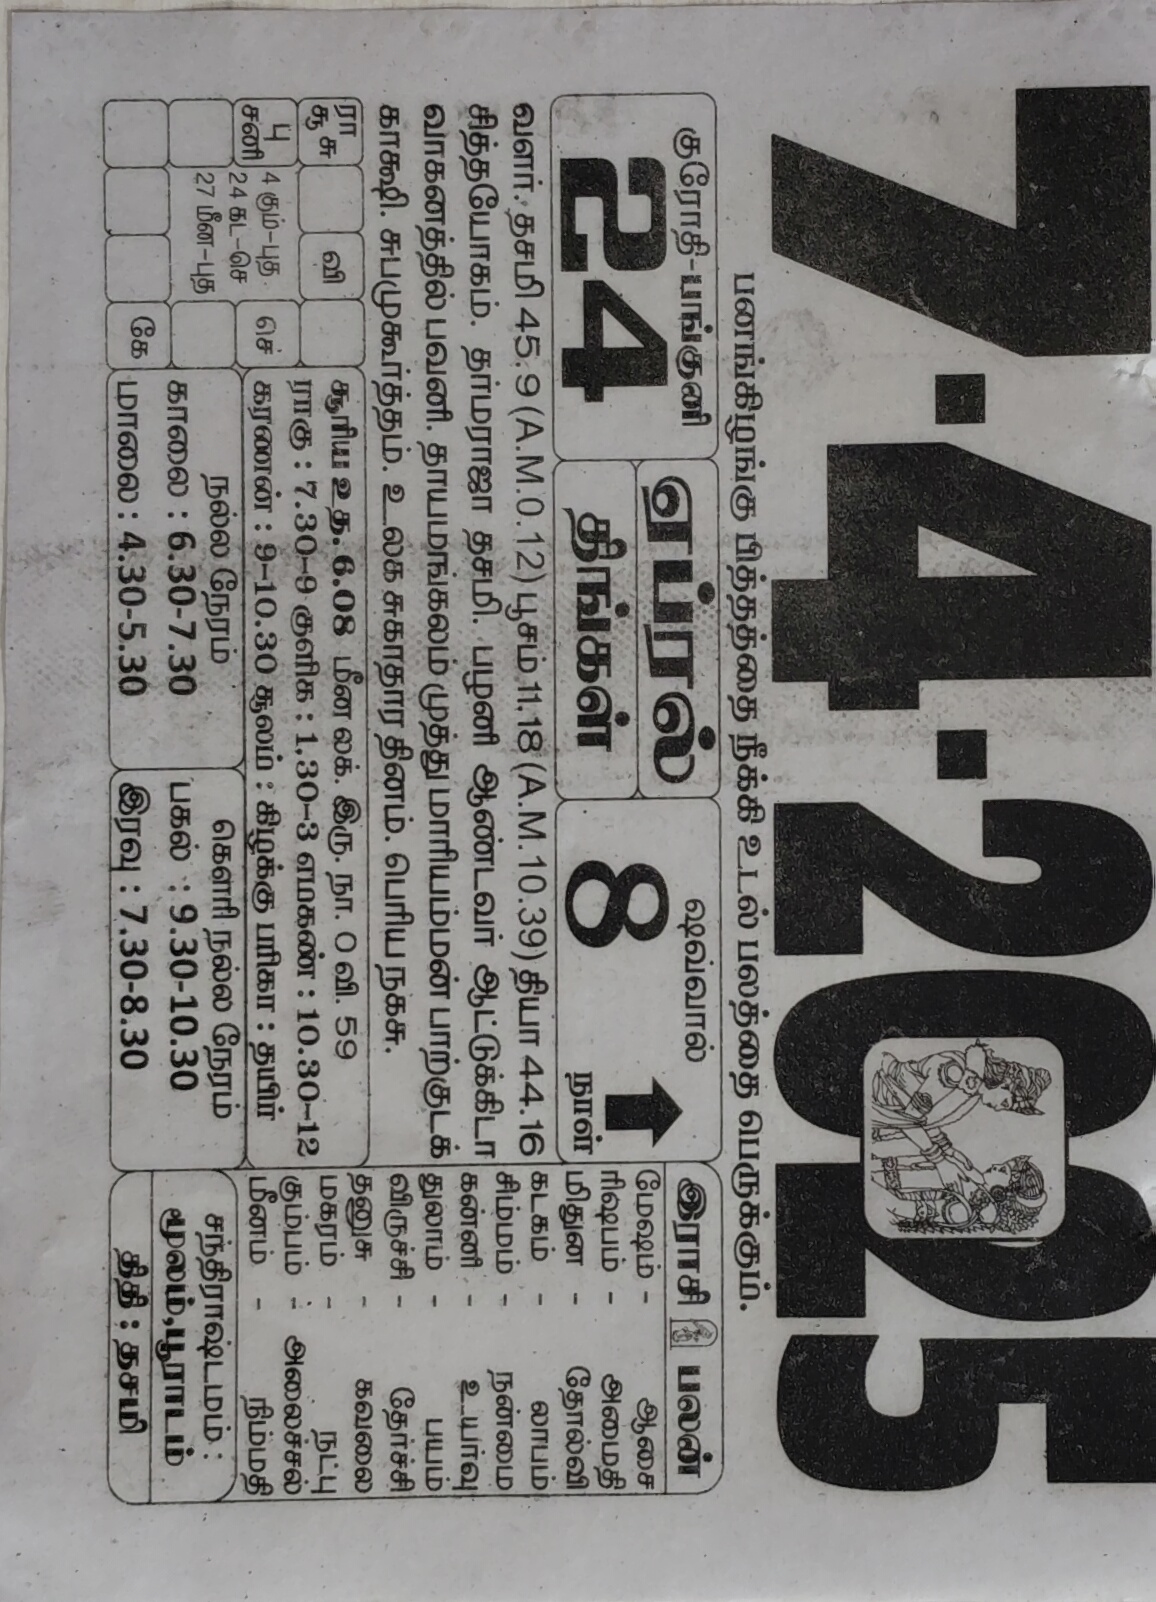 7·4·2025
பனங்கிழங்கு பித்தத்தை நீக்கி உடல் பலத்தை பெருக்கும்.
குரோதி-பங்குனி
24
ஏப்ரல்
திங்கள்
ஷவ்வால்
8 நாள்
வளர். தசமி 45.9 (A.M.0.12) பூசம் 11.18 (A.M.10.39) தியா 44.16
சித்தயோகம். தர்மராஜா தசமி. பழனி ஆண்டவர் ஆட்டுக்கிடா
வாகனத்தில் பவனி. தாயமங்கலம் முத்து மாரியம்மன் பாற்குடக்
காக்ஷி. சுபமுகூர்த்தம். உலக சுகாதார தினம். பெரிய நகசு.
ரா சூ சு
வி
பு சனி
4 கும்-புத
24 கட-செ
27 மீன-புத
செ
கே
சூரிய உத. 6.08 மீன லக். இரு. நா. 0 வி. 59
ராகு : 7.30-9 குளிக : 1.30-3 எமகண் : 10.30-12
கரணன் : 9-10.30 சூலம் : கிழக்கு பரிகா : தயிர்
நல்ல நேரம்
காலை : 6.30-7.30
மாலை : 4.30-5.30
கெளரி நல்ல நேரம்
பகல் : 9.30-10.30
இரவு : 7.30-8.30
இராசி பலன்
மேஷம் - ஆசை
ரிஷபம் - அமைதி
மிதுன - தோல்வி
கடகம் - லாபம்
சிம்மம் - நன்மை
கன்னி - உயர்வு
துலாம் - பயம்
விருச்சி - தேர்ச்சி
தனுசு - கவலை
மகரம் - நட்பு
கும்பம் - அலைச்சல்
மீனம் - நிம்மதி
சந்திராஷ்டமம் :
மூலம்,பூராடம்
திதி : தசமி